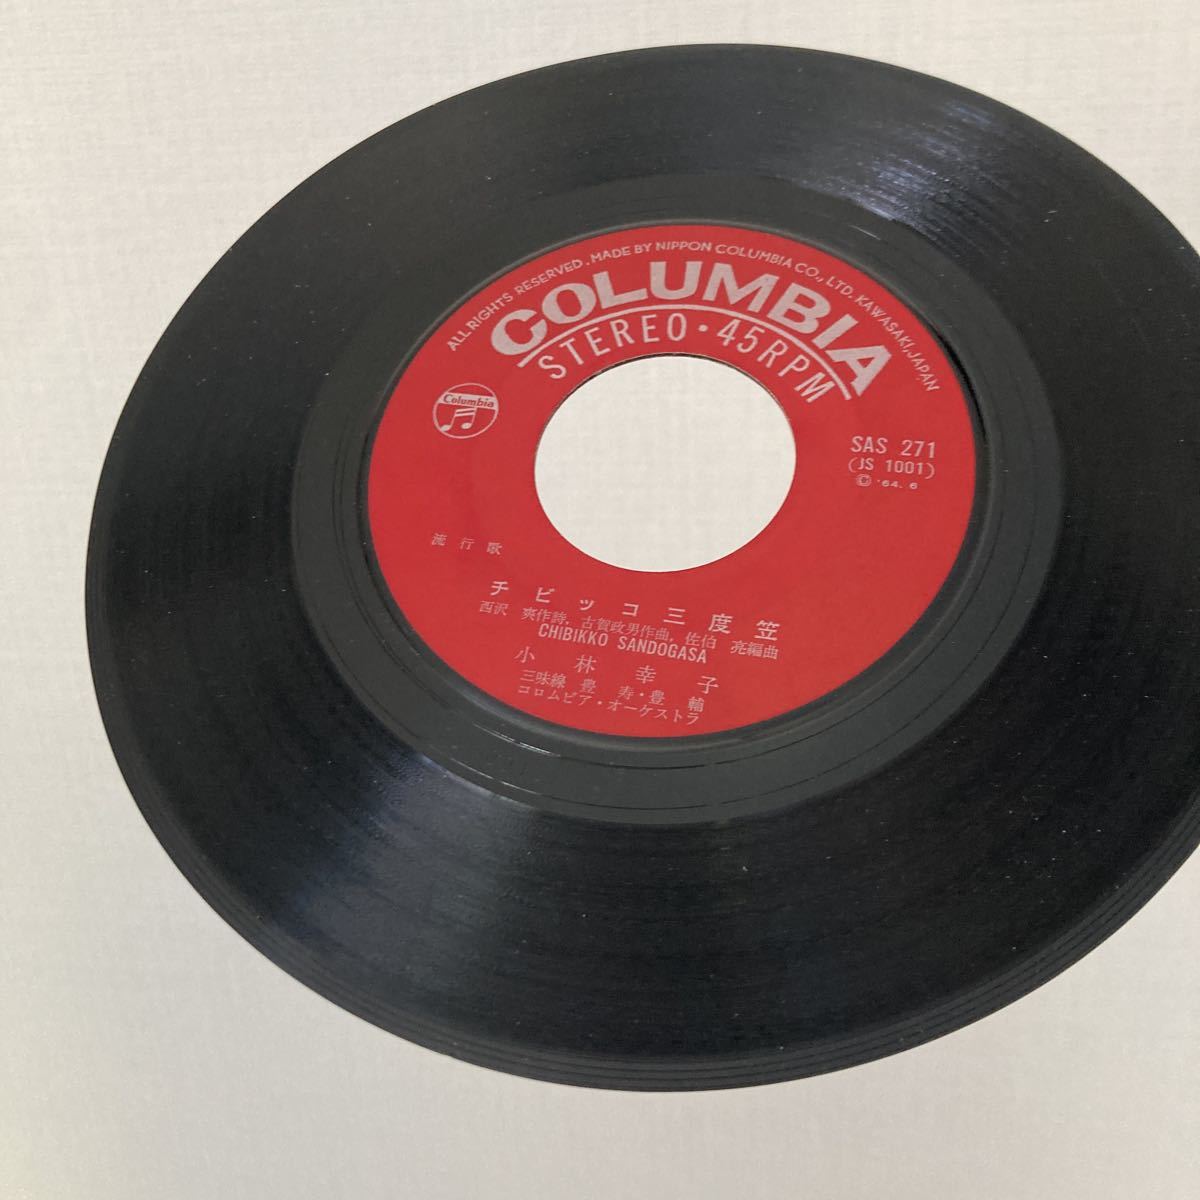 ALL RIGHTS RESERVED. MADE BY NIPPON COLUMBIA CO., LTD. KAWASAKI, JAPAN
COLUMBIA
STEREO・45RPM
Columbia
SAS 271
(JS 1001)
© '64. 6
流行歌
チビッコ三度笠
西沢 爽作詩, 古賀政男作曲, 佐伯 亮編曲
CHIBIKKO SANDOGASA
小林幸子
三味線 豊 寿・豊 輔
コロムビア・オーケストラ